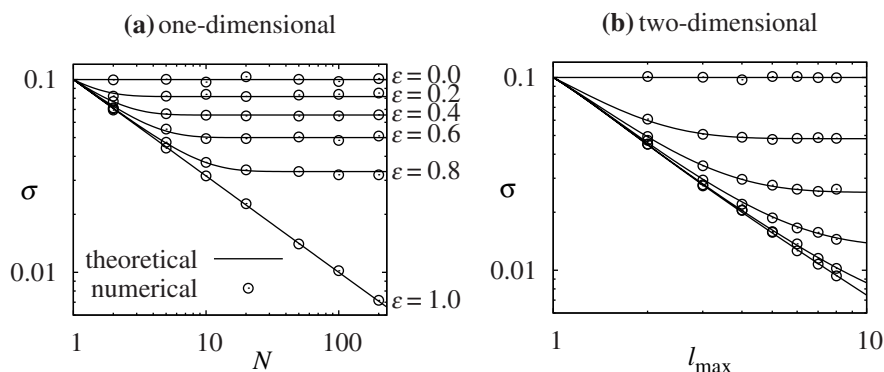 (a) one-dimensional
(b) two-dimensional
0.1
0.01
σ
ε = 0.0
ε = 0.2
ε = 0.4
ε = 0.6
ε = 0.8
ε = 1.0
theoretical
numerical
1
10
100
N
0.1
0.01
σ
1
10
l_max